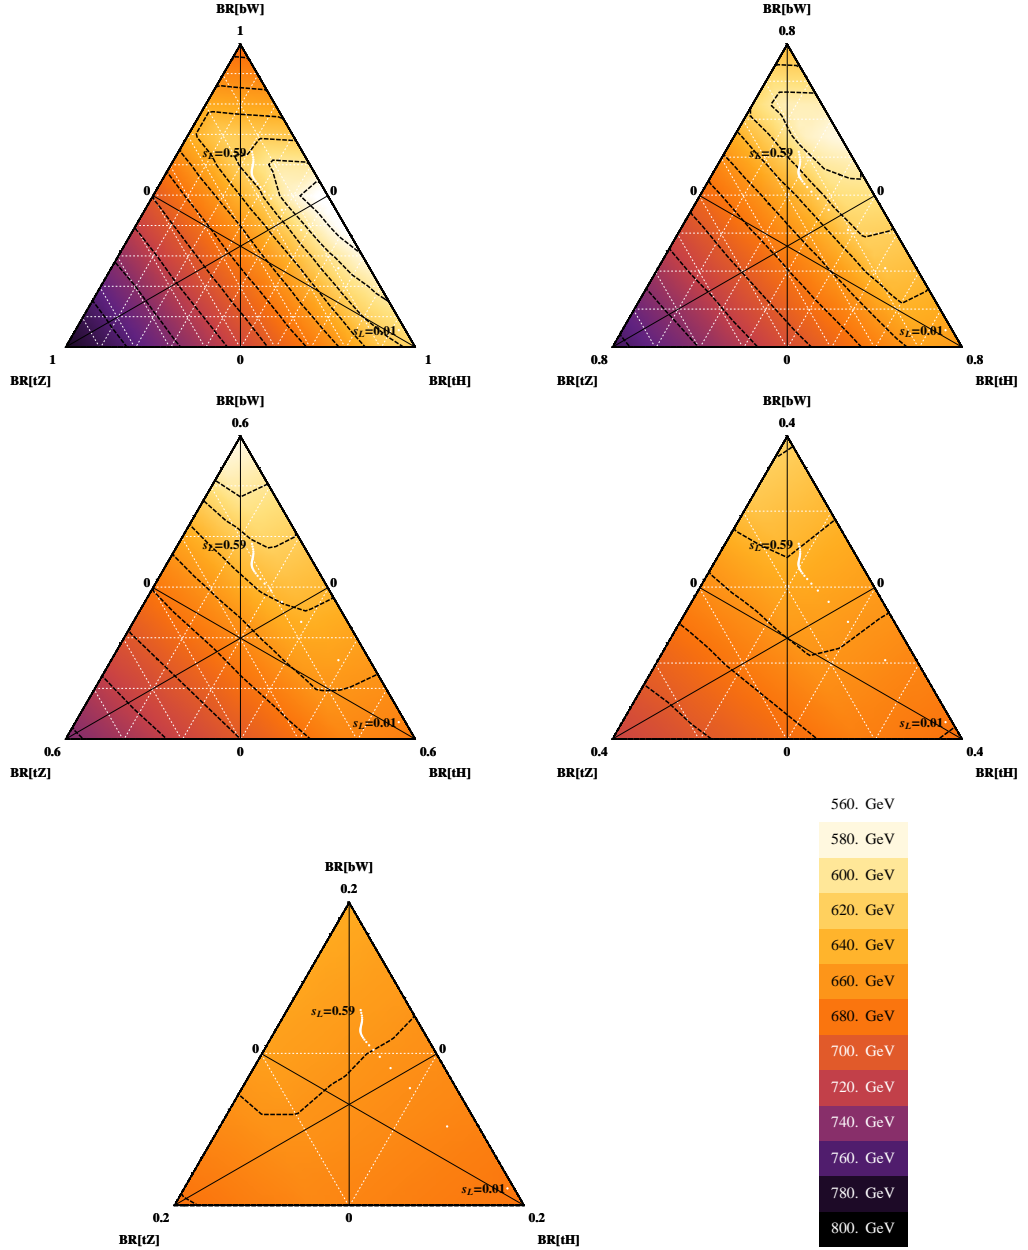 BR[bW]
1
s_L=0.59
0
0
s_L=0.01
1
0
1
BR[tZ]
BR[tH]
BR[bW]
0.8
s_L=0.59
0
0
s_L=0.01
0.8
0
0.8
BR[tZ]
BR[tH]
BR[bW]
0.6
s_L=0.59
0
0
s_L=0.01
0.6
0
0.6
BR[tZ]
BR[tH]
BR[bW]
0.4
s_L=0.59
0
0
s_L=0.01
0.4
0
0.4
BR[tZ]
BR[tH]
BR[bW]
0.2
s_L=0.59
0
0
s_L=0.01
0.2
0
0.2
BR[tZ]
BR[tH]
560. GeV
580. GeV
600. GeV
620. GeV
640. GeV
660. GeV
680. GeV
700. GeV
720. GeV
740. GeV
760. GeV
780. GeV
800. GeV